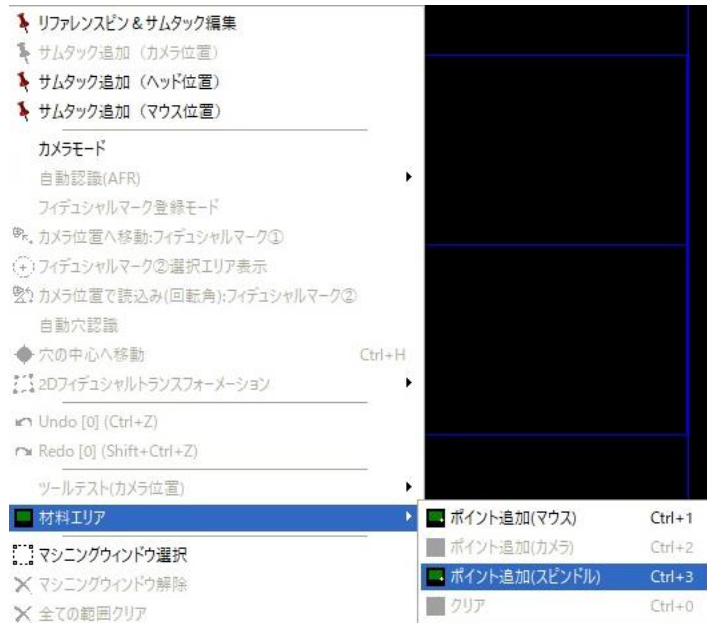 リファレンスピン&サムタック編集
サムタック追加（カメラ位置）
サムタック追加（ヘッド位置）
サムタック追加（マウス位置）
カメラモード
自動認識(AFR)
フィデュシャルマーク登録モード
カメラ位置へ移動:フィデュシャルマーク①
フィデュシャルマーク②選択エリア表示
カメラ位置で読込み(回転角):フィデュシャルマーク②
自動穴認識
穴の中心へ移動 Ctrl+H
2Dフィデュシャルトランスフォーメーション
Undo [0] (Ctrl+Z)
Redo [0] (Shift+Ctrl+Z)
ツールテスト(カメラ位置)
材料エリア
ポイント追加(マウス) Ctrl+1
ポイント追加(カメラ) Ctrl+2
ポイント追加(スピンドル) Ctrl+3
クリア Ctrl+0
マシニングウィンドウ選択
マシニングウィンドウ解除
全ての範囲クリア